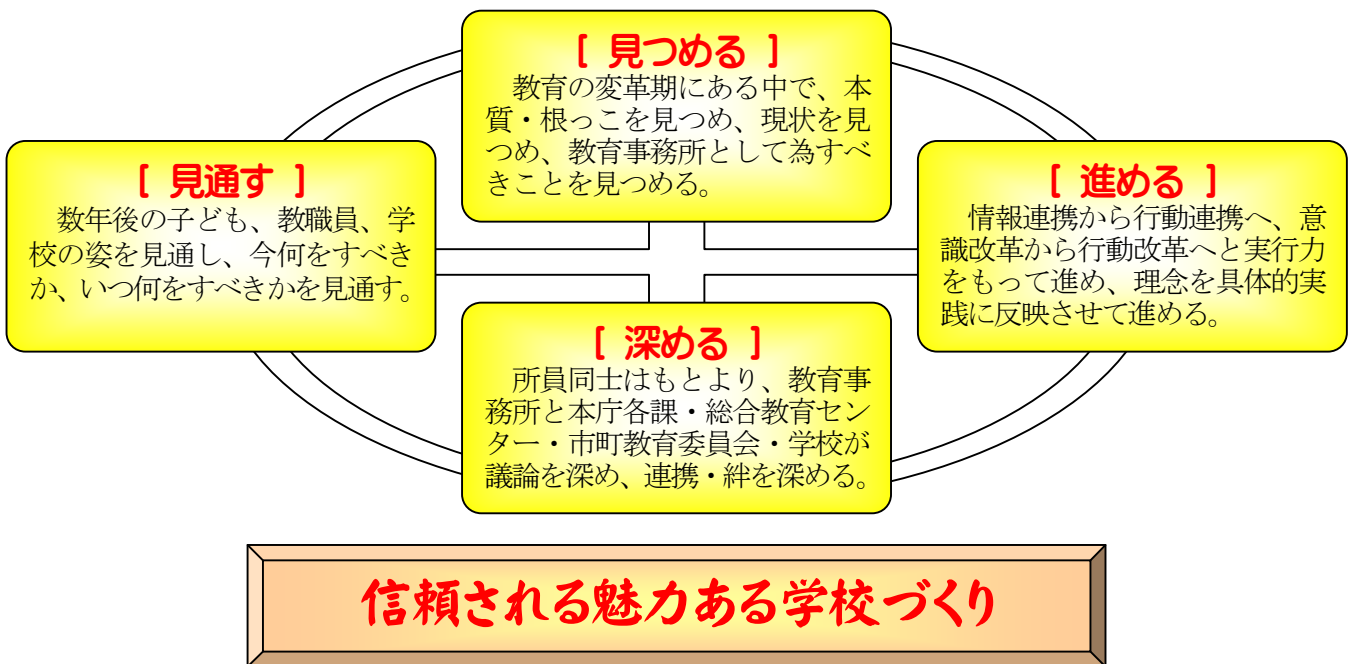 [ 見つめる ]
教育の変革期にある中で、本
質・根っこを見つめ、現状を見
つめ、教育事務所として為すべ
きことを見つめる。
[ 見通す ]
数年後の子ども、教職員、学
校の姿を見通し、今何をすべき
か、いつ何をすべきかを見通す。
[ 進める ]
情報連携から行動連携へ、意
識改革から行動改革へと実行力
をもって進め、理念を具体的実
践に反映させて進める。
[ 深める ]
所員同士はもとより、教育事
務所と本庁各課・総合教育セン
ター・市町教育委員会・学校が
議論を深め、連携・絆を深める。
信頼される魅力ある学校づくり